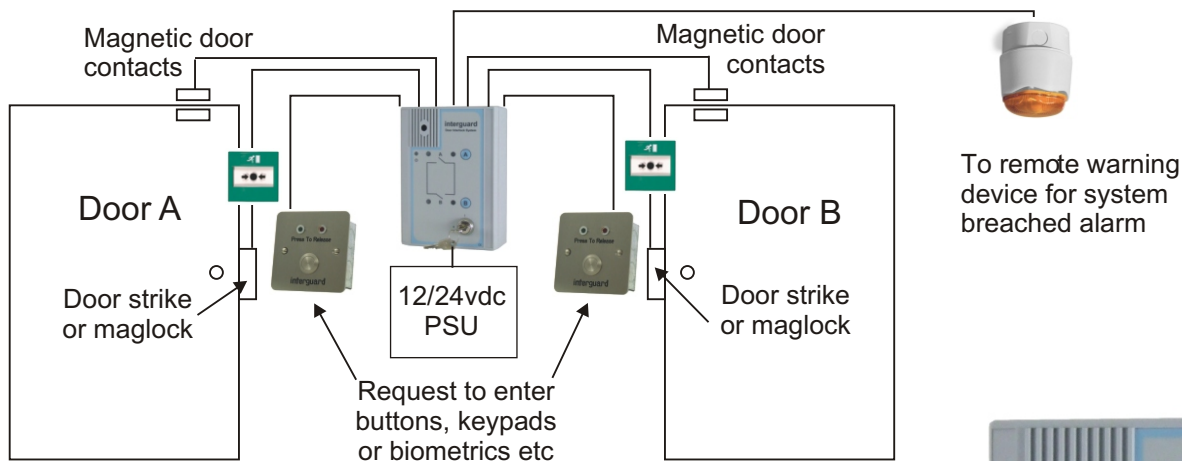 Magnetic door
contacts
Magnetic door
contacts
interguard
A
B
To remote warning
device for system
breached alarm
Door A
Door B
Press To Release
interguard
Press To Release
interguard
12/24vdc
PSU
Door strike
or maglock
Door strike
or maglock
Request to enter
buttons, keypads
or biometrics etc